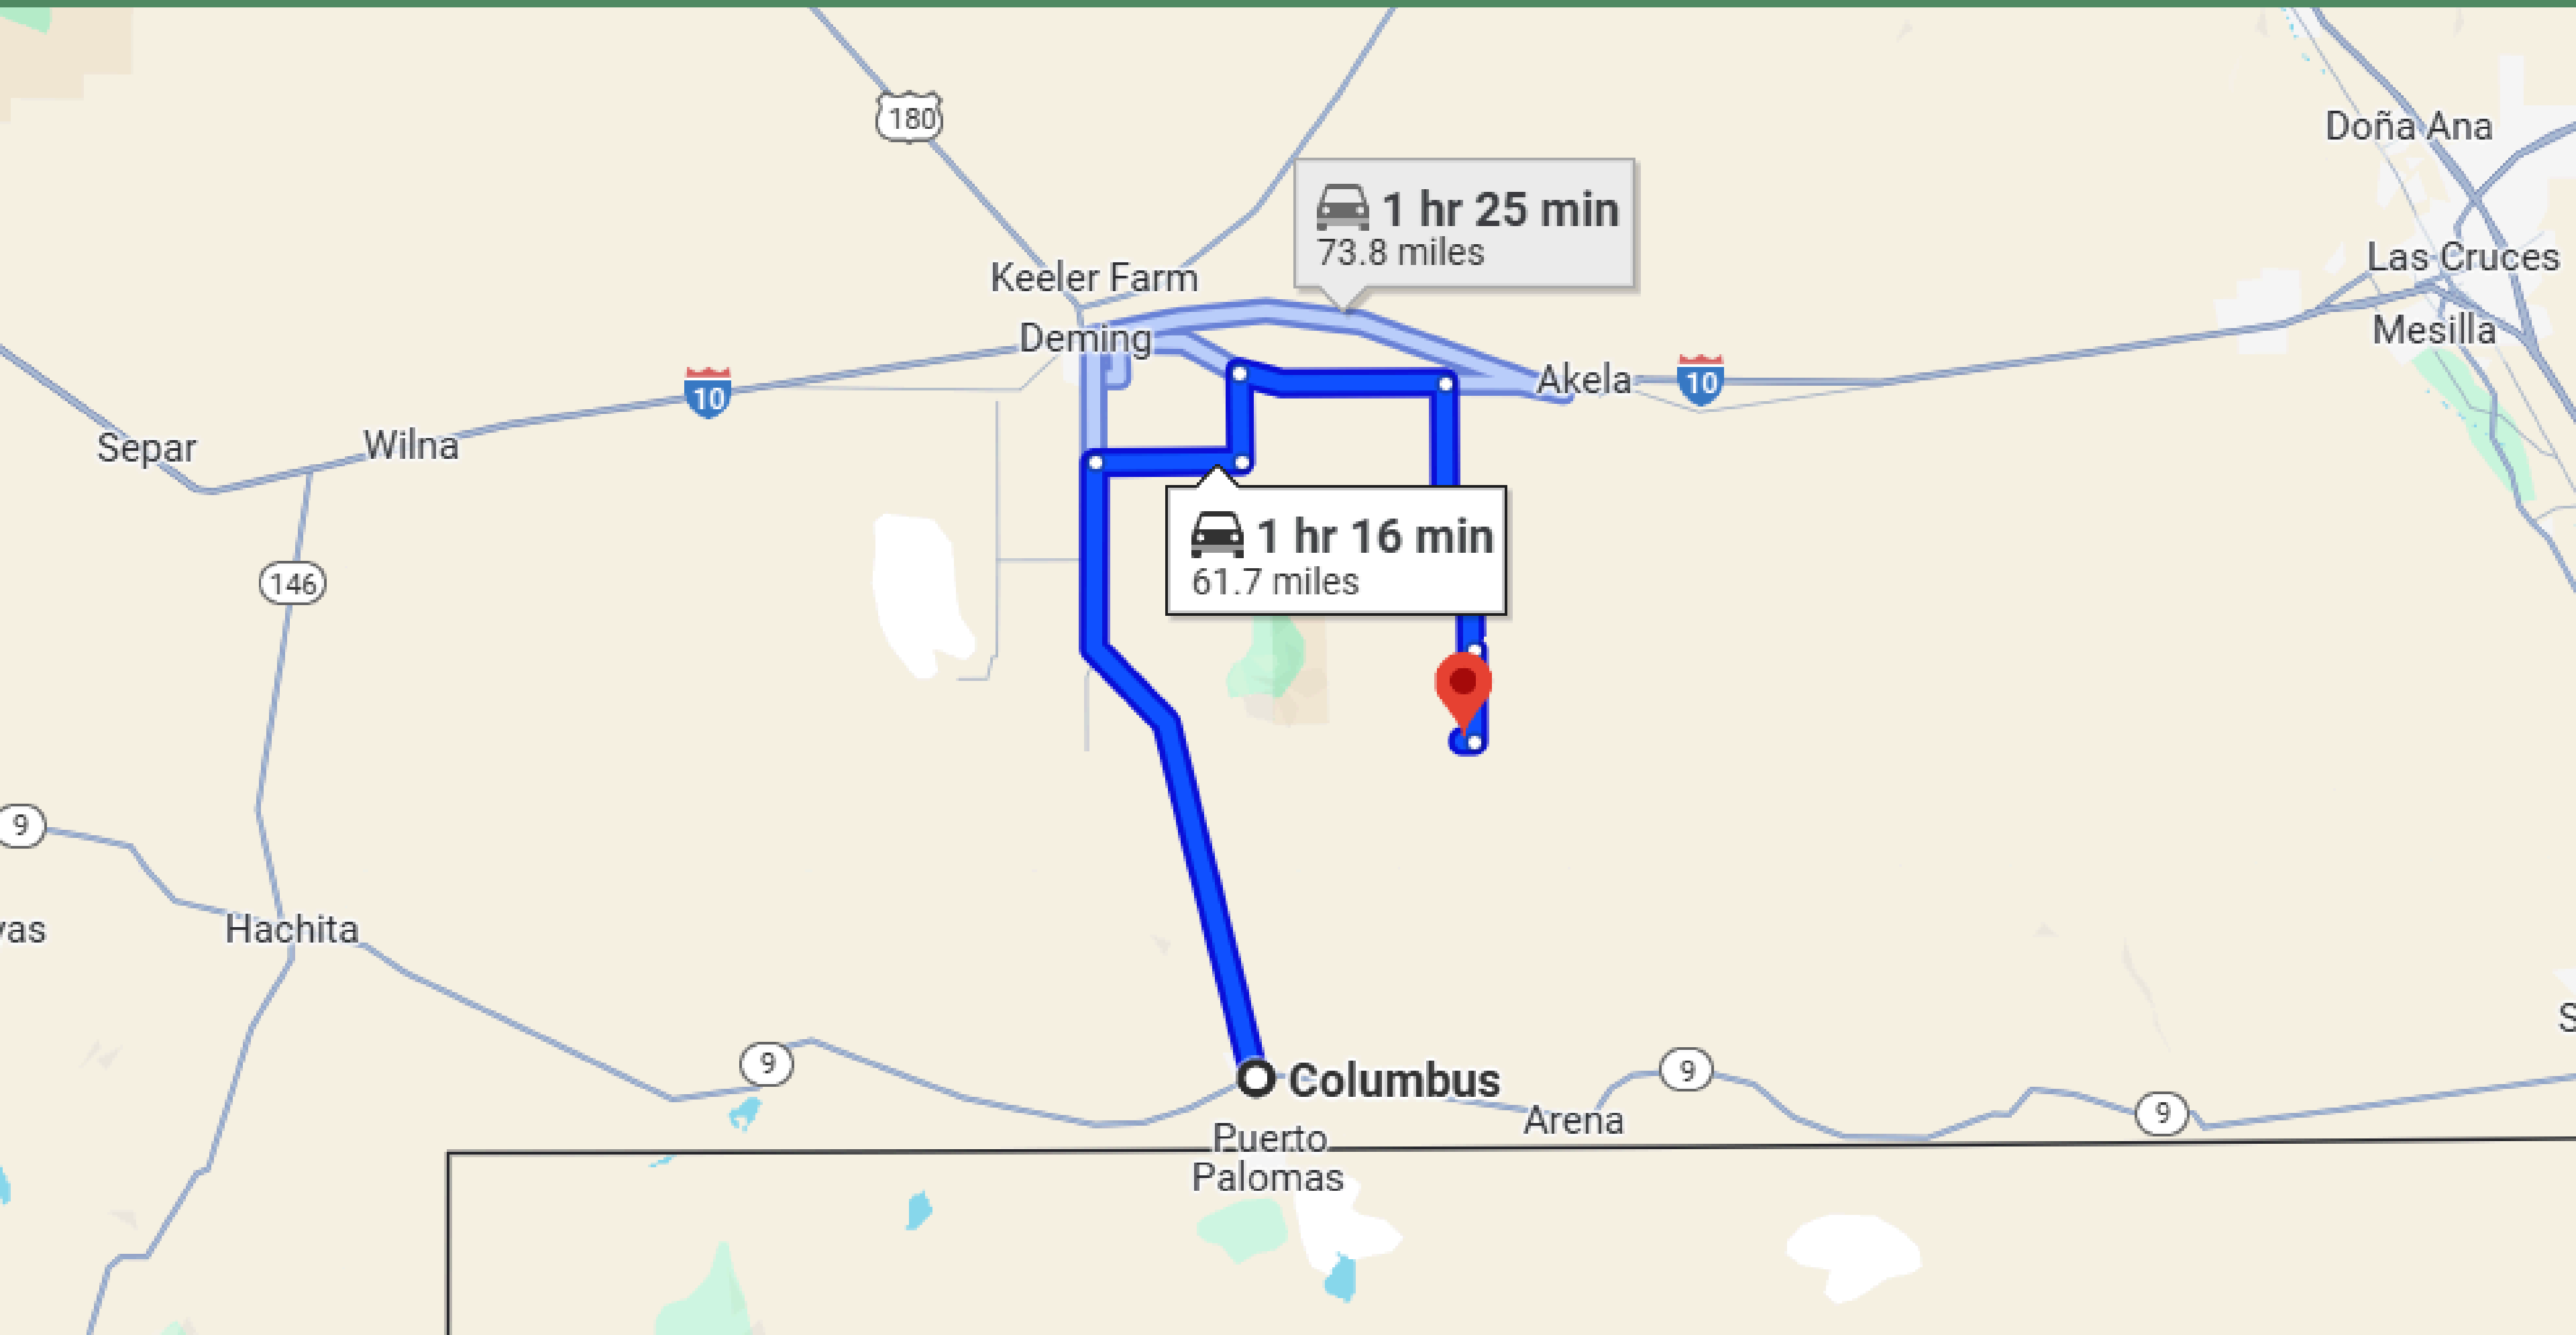 180
Doña Ana
1 hr 25 min
73.8 miles
Las Cruces
Keeler Farm
Mesilla
Deming
Akela
10
10
Separ
Wilna
1 hr 16 min
61.7 miles
146
9
Hachita
9
Columbus
9
Arena
9
Puerto
Palomas